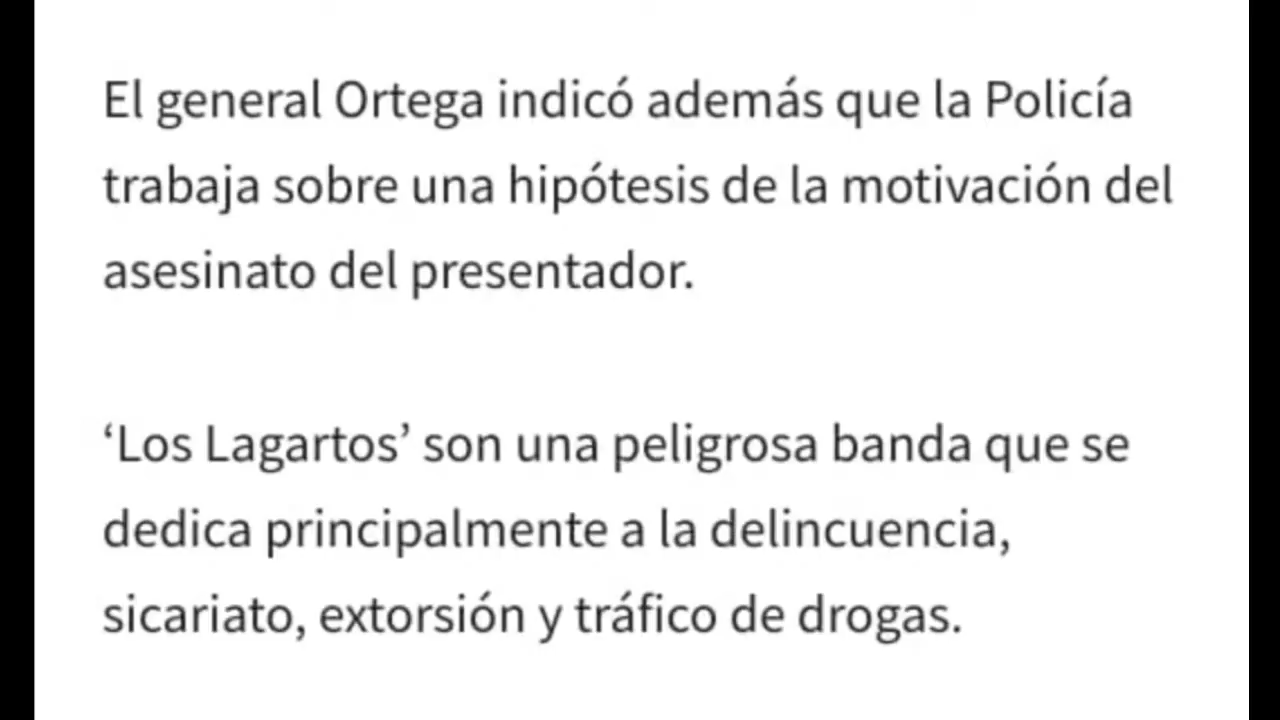 El general Ortega indicó además que la Policía
trabaja sobre una hipótesis de la motivación del
asesinato del presentador.
‘Los Lagartos’ son una peligrosa banda que se
dedica principalmente a la delincuencia,
sicariato, extorsión y tráfico de drogas.